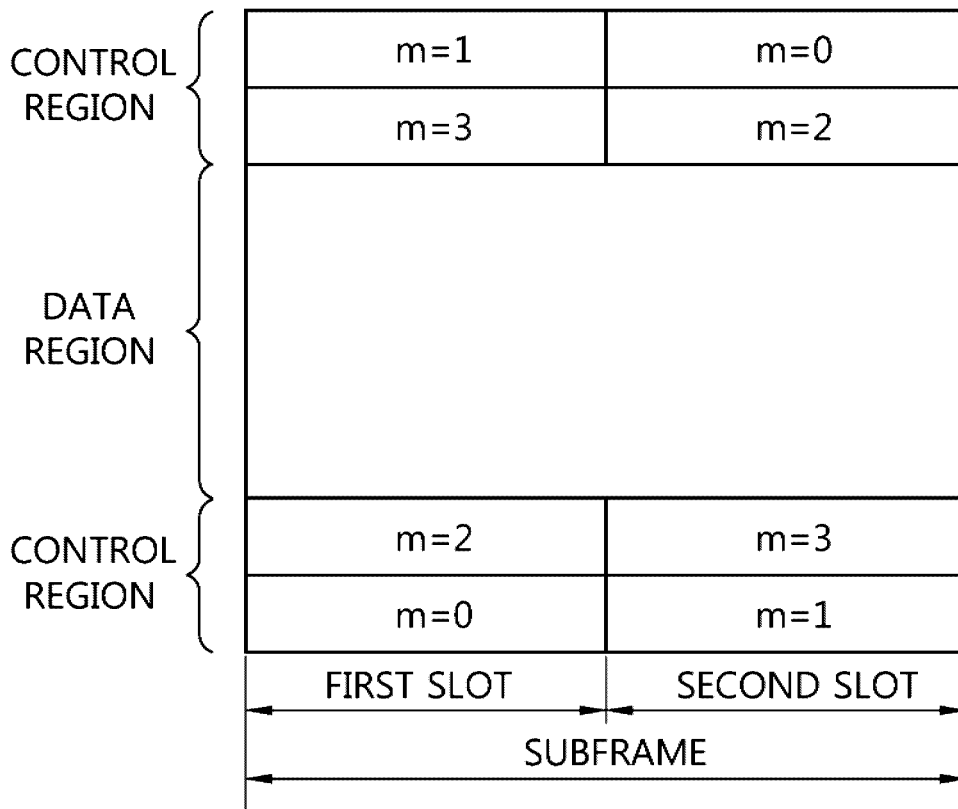 CONTROL
REGION
m=1
m=0
m=3
m=2
DATA
REGION
CONTROL
REGION
m=2
m=3
m=0
m=1
FIRST SLOT
SECOND SLOT
SUBFRAME